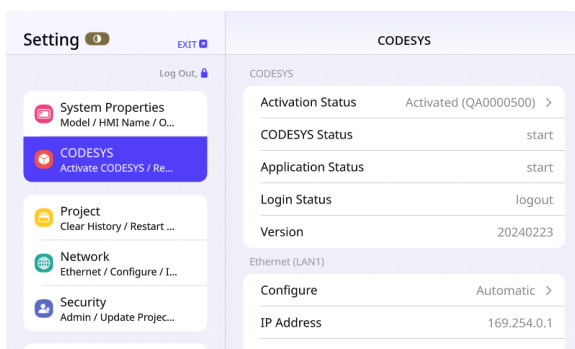 Setting
EXIT
Log Out,
System Properties
Model / HMI Name / O...
CODESYS
Activate CODESYS / Re...
Project
Clear History / Restart ...
Network
Ethernet / Configure / I...
Security
Admin / Update Projec...
CODESYS
CODESYS
Activation Status Activated (QA0000500) >
CODESYS Status start
Application Status start
Login Status logout
Version 20240223
Ethernet (LAN1)
Configure Automatic >
IP Address 169.254.0.1